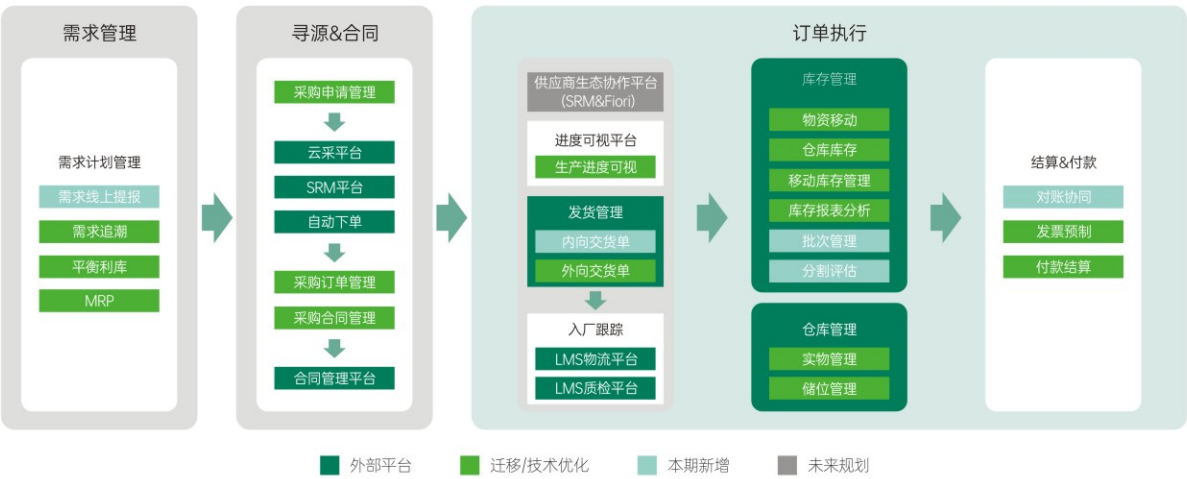 需求管理
需求计划管理
需求线上提报
需求追潮
平衡利库
MRP
寻源&合同
采购申请管理
云采平台
SRM平台
自动下单
采购订单管理
采购合同管理
合同管理平台
订单执行
供应商生态协作平台
(SRM&Fiori)
进度可视平台
生产进度可视
发货管理
内向交货单
外向交货单
入厂跟踪
LMS物流平台
LMS质检平台
库存管理
物资移动
仓库库存
移动库存管理
库存报表分析
批次管理
分割评估
仓库管理
实物管理
储位管理
结算&付款
对账协同
发票预制
付款结算
外部平台
迁移/技术优化
本期新增
未来规划